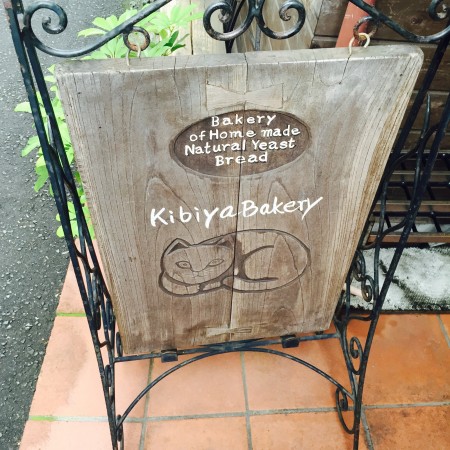 Bakery
of Home made
Natural Yeast
Bread
Kibiya Bakery